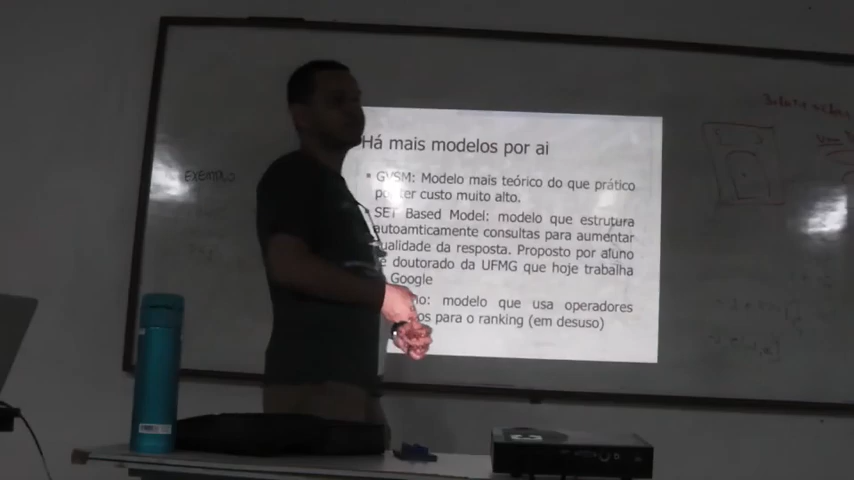 Há mais modelos por ai
GVSM: Modelo mais teórico do que prático
ter custo muito alto.
SET Based Model: modelo que estrutura
autoamticamente consultas para aumentar
qualidade da resposta. Proposto por aluno
doutorado da UFMG que hoje trabalha
Google
modelo que usa operadores
para o ranking (em desuso)
EXEMPLO